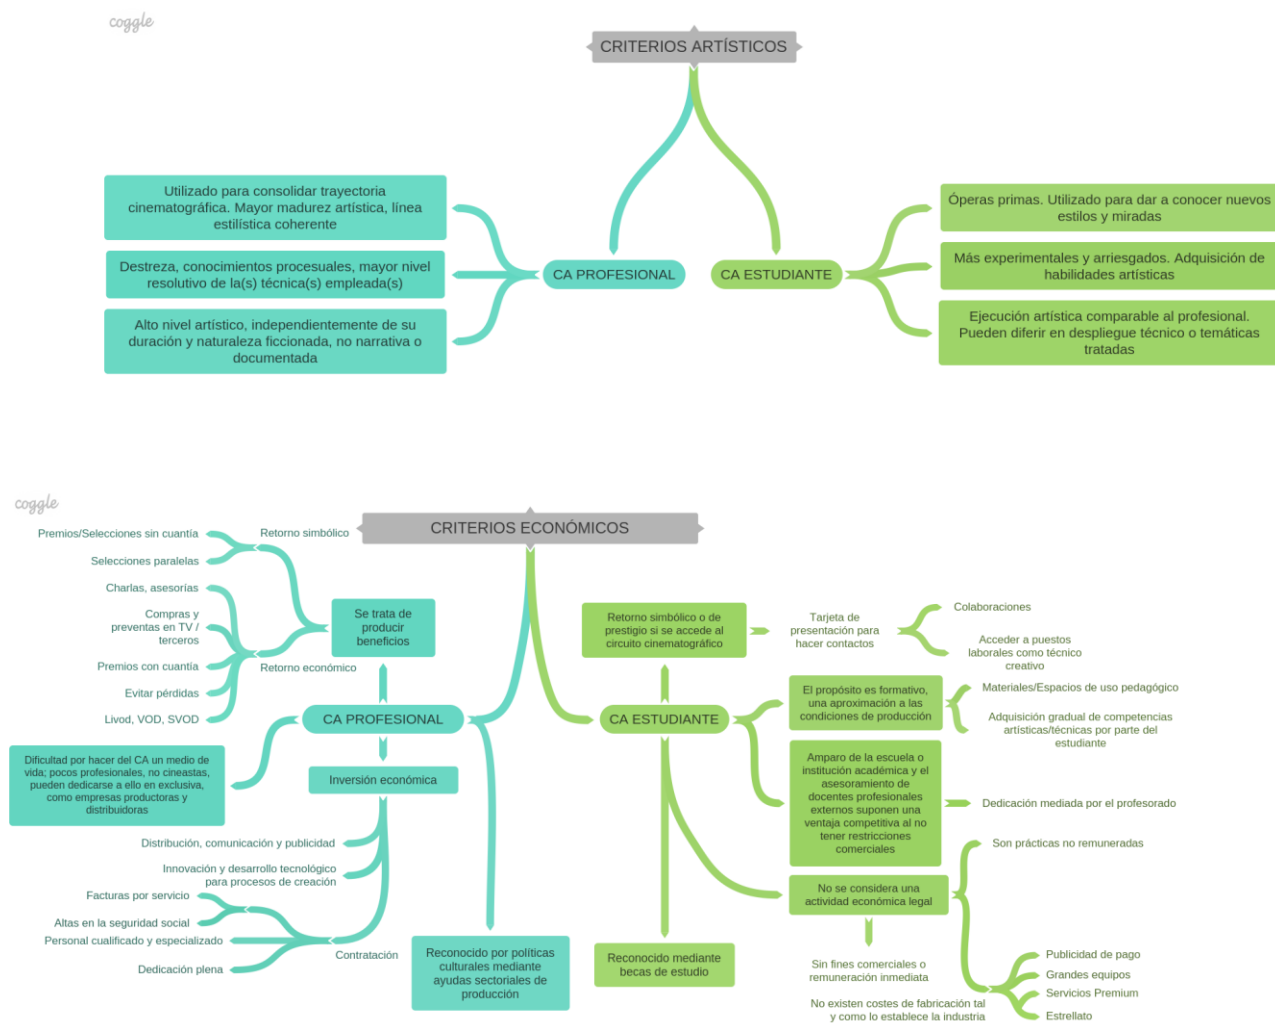 coggle
CRITERIOS ARTÍSTICOS
Utilizado para consolidar trayectoria
cinematográfica. Mayor madurez artística, línea
estilística coherente
Destreza, conocimientos procesuales, mayor nivel
resolutivo de la(s) técnica(s) empleada(s)
Alto nivel artístico, independientemente de su
duración y naturaleza ficcionada, no narrativa o
documentada
CA PROFESIONAL
CA ESTUDIANTE
Óperas primas. Utilizado para dar a conocer nuevos
estilos y miradas
Más experimentales y arriesgados. Adquisición de
habilidades artísticas
Ejecución artística comparable al profesional.
Pueden diferir en despliegue técnico o temáticas
tratadas
coggle
CRITERIOS ECONÓMICOS
Premios/Selecciones sin cuantía
Selecciones paralelas
Retorno simbólico
Charlas, asesorías
Compras y
preventas en TV /
terceros
Premios con cuantía
Evitar pérdidas
Livod, VOD, SVOD
Retorno económico
Se trata de
producir
beneficios
CA PROFESIONAL
Dificultad por hacer del CA un medio de
vida; pocos profesionales, no cineastas,
pueden dedicarse a ello en exclusiva,
como empresas productoras y
distribuidoras
Inversión económica
Distribución, comunicación y publicidad
Innovación y desarrollo tecnológico
para procesos de creación
Facturas por servicio
Altas en la seguridad social
Personal cualificado y especializado
Dedicación plena
Contratación
Reconocido por políticas
culturales mediante
ayudas sectoriales de
producción
Retorno simbólico o de
prestigio si se accede al
circuito cinematográfico
Tarjeta de
presentación para
hacer contactos
Colaboraciones
Acceder a puestos
laborales como técnico
creativo
CA ESTUDIANTE
El propósito es formativo,
una aproximación a las
condiciones de producción
Materiales/Espacios de uso pedagógico
Adquisición gradual de competencias
artísticas/técnicas por parte del
estudiante
Amparo de la escuela o
institución académica y el
asesoramiento de
docentes profesionales
externos suponen una
ventaja competitiva al no
tener restricciones
comerciales
Dedicación mediada por el profesorado
No se considera una
actividad económica legal
Son prácticas no remuneradas
Sin fines comerciales o
remuneración inmediata
No existen costes de fabricación tal
y como lo establece la industria
Publicidad de pago
Grandes equipos
Servicios Premium
Estrellato
Reconocido mediante
becas de estudio